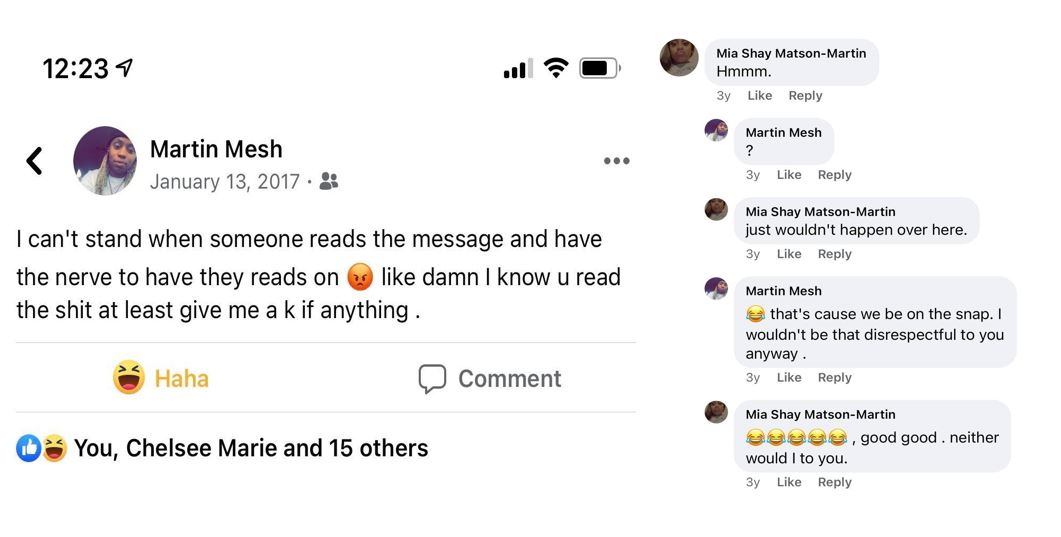 12:23
Martin Mesh
January 13, 2017 ·
I can't stand when someone reads the message and have
the nerve to have they reads on 😡 like damn I know u read
the shit at least give me a k if anything .
😆 Haha
Comment
👍😆 You, Chelsee Marie and 15 others
Mia Shay Matson-Martin
Hmmm.
3y Like Reply
Martin Mesh
?
3y Like Reply
Mia Shay Matson-Martin
just wouldn't happen over here.
3y Like Reply
Martin Mesh
😂 that's cause we be on the snap. I
wouldn't be that disrespectful to you
anyway .
3y Like Reply
Mia Shay Matson-Martin
😂😂😂😂😂 , good good . neither
would I to you.
3y Like Reply